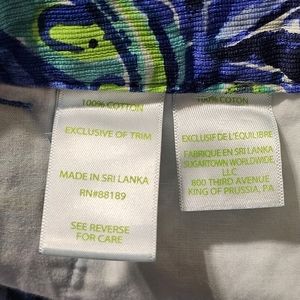 100% COTTON
EXCLUSIVE OF TRIM
MADE IN SRI LANKA
RN#88189
SEE REVERSE
FOR CARE
100% COTON
EXCLUSIF DE L'EQUILIBRE
FABRIQUE EN SRI LANKA
SUGARTOWN WORLDWIDE,
LLC
800 THIRD AVENUE
KING OF PRUSSIA, PA